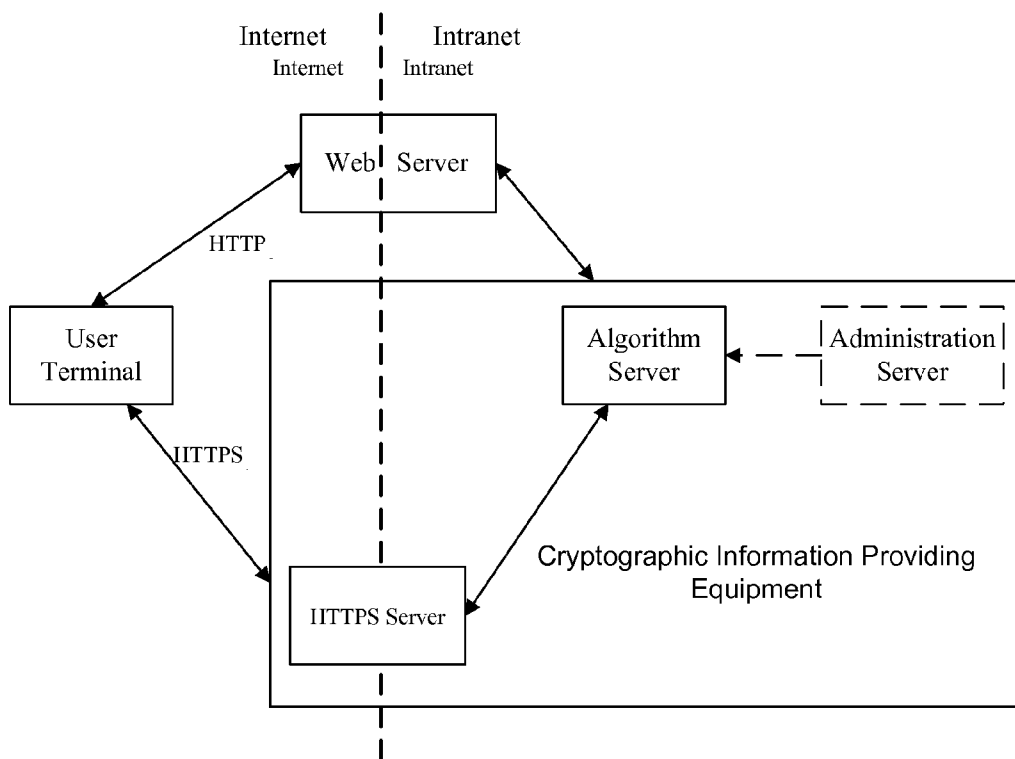 Internet Intranet
Internet Intranet
Web Server
HTTP
User
Terminal
Algorithm
Server
Administration
Server
HTTPS
Cryptographic Information Providing
Equipment
HTTPS Server